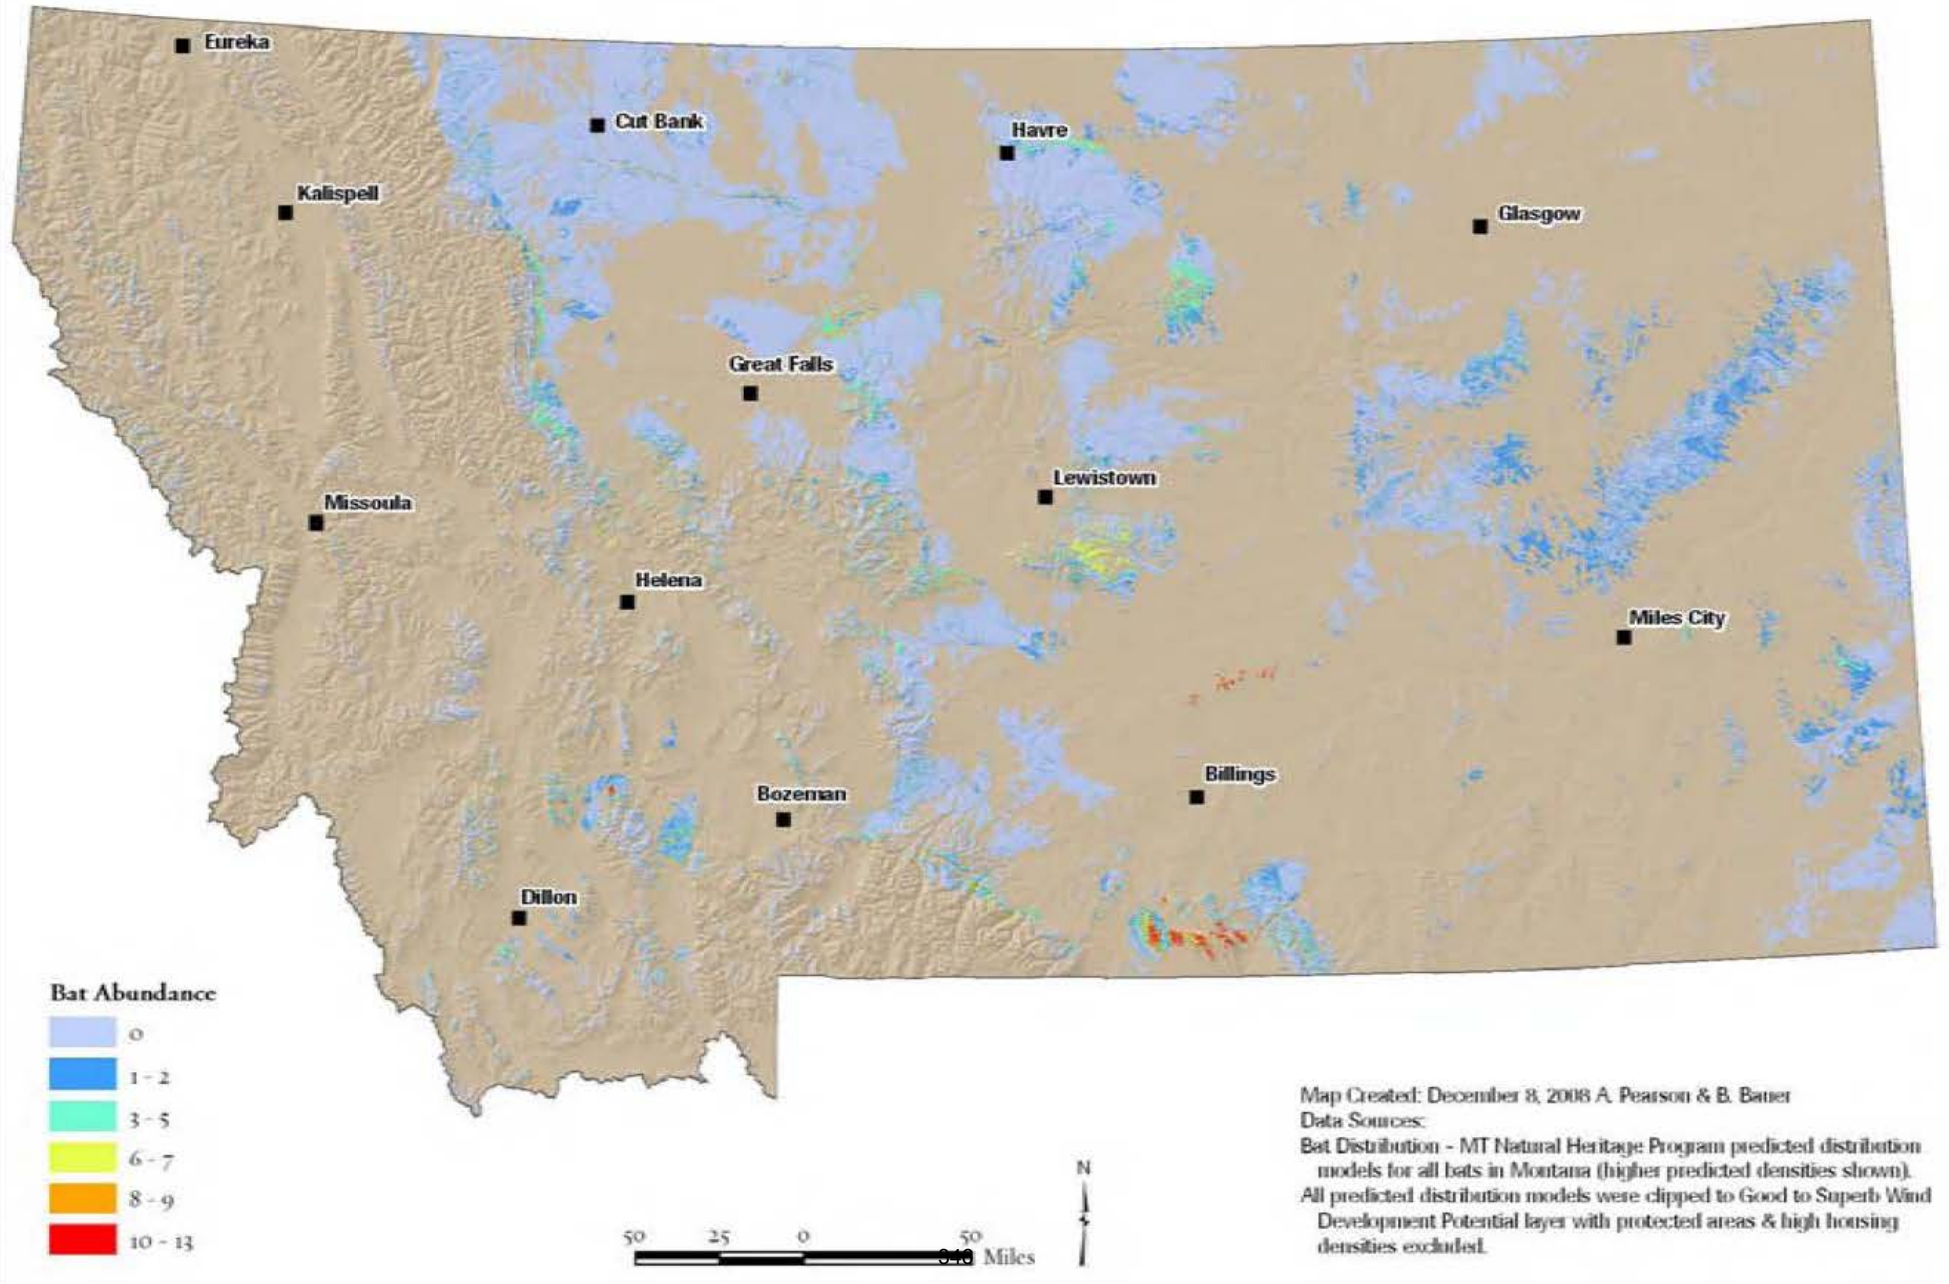 Eureka
Cut Bank
Havre
Kalispell
Glasgow
Great Falls
Lewistown
Missoula
Helena
Miles City
Billings
Bozeman
Dillon
Bat Abundance
0
1 - 2
3 - 5
6 - 7
8 - 9
10 - 13
50 25 0 50
346 Miles
N
Map Created: December 8, 2008 A. Pearson & B. Bauer
Data Sources:
Bat Distribution - MT Natural Heritage Program predicted distribution
models for all bats in Montana (higher predicted densities shown).
All predicted distribution models were clipped to Good to Superb Wind
Development Potential layer with protected areas & high housing
densities excluded.